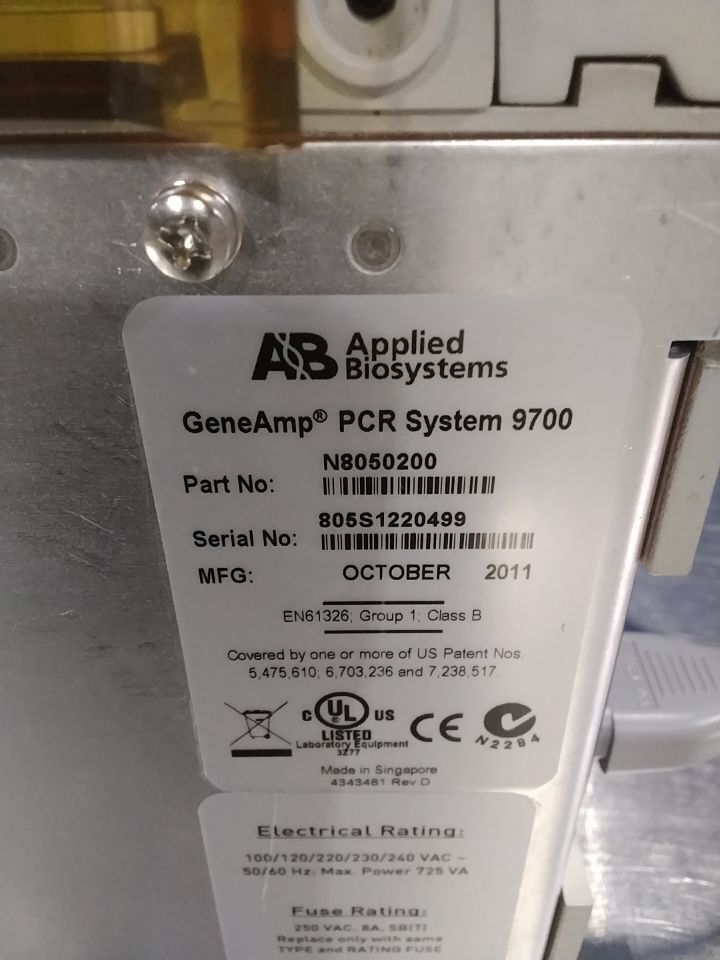 AB Applied
Biosystems
GeneAmp® PCR System 9700
N8050200
Part No:
805S1220499
Serial No:
MFG: OCTOBER 2011
EN61326; Group 1; Class B
Covered by one or more of US Patent Nos.
5,475,610; 6,703,236 and 7,238,517.
C UL® US
LISTED
Laboratory Equipment
3Z77
CE
N2284
Made in Singapore
4343481 Rev D
Electrical Rating:
100/120/220/230/240 VAC ~
50/60 Hz; Max. Power 725 VA
Fuse Rating:
250 VAC, 8A, SB(T)
Replace only with same
TYPE and RATING FUSE